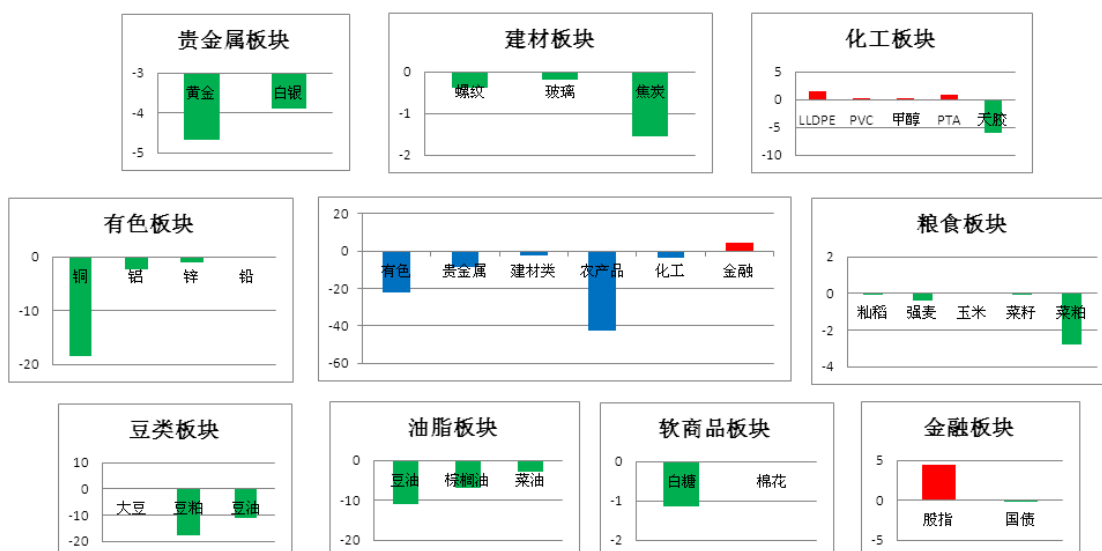 贵金属板块
-3
-4
-5
黄金 白银
建材板块
0
-1
-2
螺纹 玻璃 焦炭
化工板块
5
0
-5
-10
LLDPE PVC 甲醇 PTA 天胶
有色板块
0
-10
-20
铜 铝 锌 铅
20
0
-20
-40
-60
有色 贵金属 建材类 农产品 化工 金融
粮食板块
2
0
-2
-4
籼稻 强麦 玉米 菜籽 菜粕
豆类板块
10
0
-10
-20
大豆 豆粕 豆油
油脂板块
0
-10
-20
豆油 棕榈油 菜油
软商品板块
0
-1
-2
白糖 棉花
金融板块
5
0
-5
股指 国债